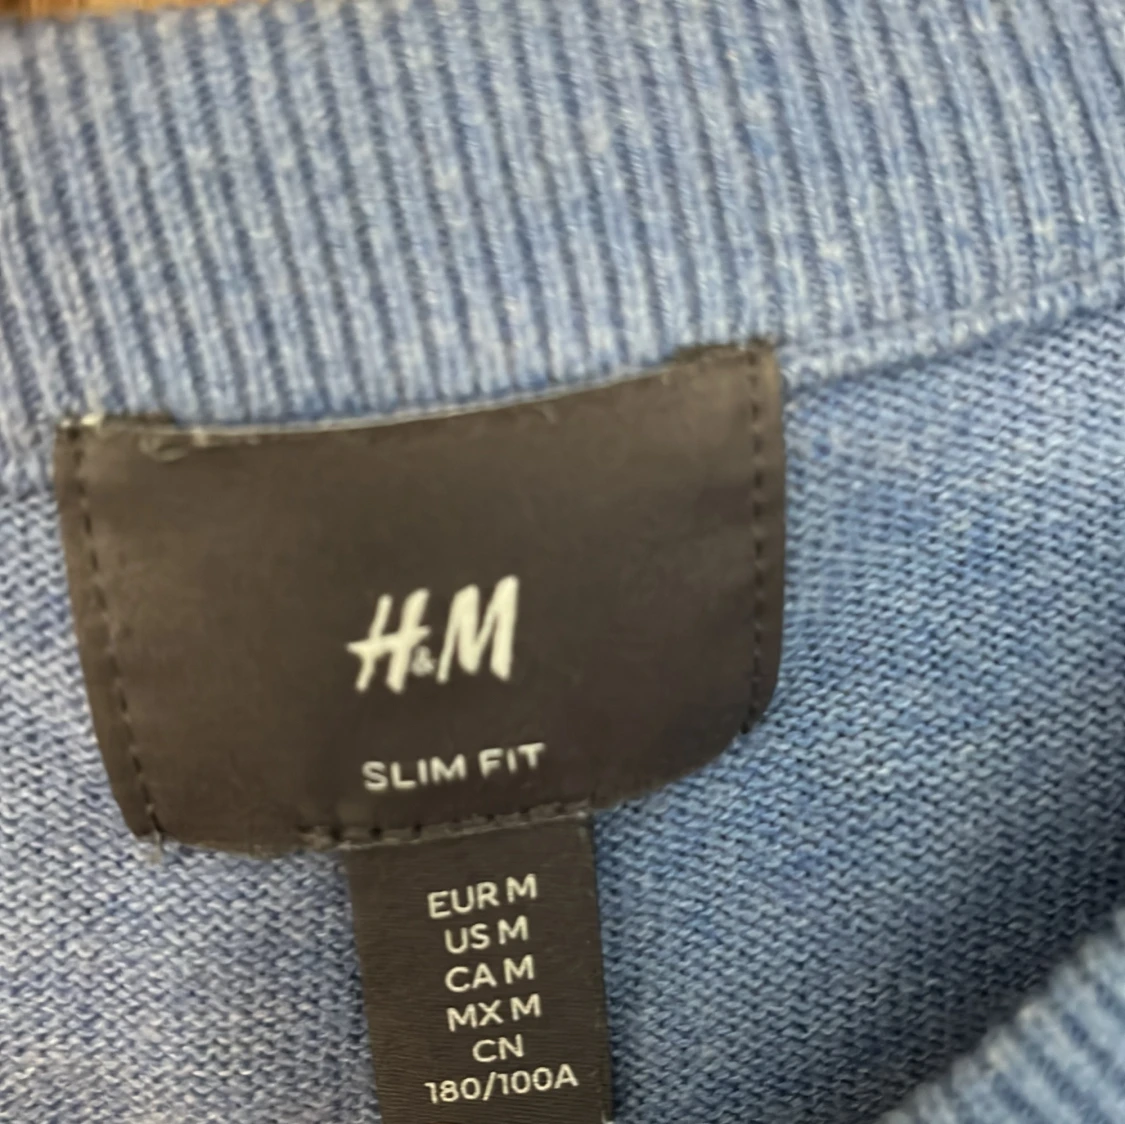 H&M
SLIM FIT
EUR M
US M
CA M
MX M
CN
180/100A